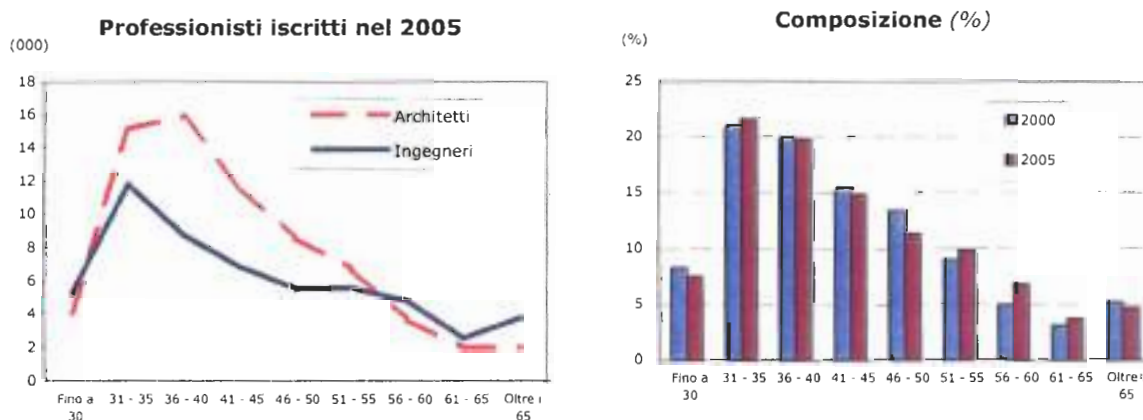 Professionisti iscritti nel 2005
(000)
18
16
14
12
10
8
6
4
2
0
Architetti
Ingegneri
Fino a 30
31 - 35
36 - 40
41 - 45
46 - 50
51 - 55
56 - 60
61 - 65
Oltre i 65
Composizione (%)
(%)
25
20
15
10
5
0
2000
2005
Fino a 30
31 - 35
36 - 40
41 - 45
46 - 50
51 - 55
56 - 60
61 - 65
Oltre 65